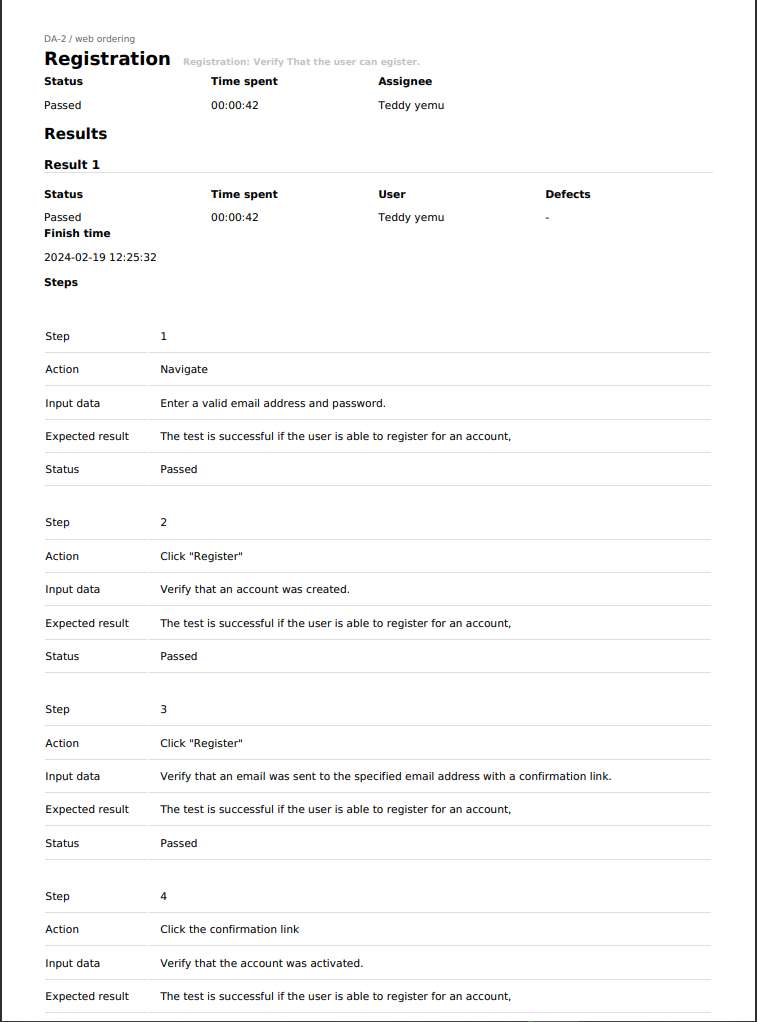 DA-2 / web ordering
Registration Registration: Verify That the user can egister.
Status Time spent Assignee
Passed 00:00:42 Teddy yemu
Results
Result 1
Status Time spent User Defects
Passed 00:00:42 Teddy yemu -
Finish time
2024-02-19 12:25:32
Steps
Step 1
Action Navigate
Input data Enter a valid email address and password.
Expected result The test is successful if the user is able to register for an account,
Status Passed
Step 2
Action Click "Register"
Input data Verify that an account was created.
Expected result The test is successful if the user is able to register for an account,
Status Passed
Step 3
Action Click "Register"
Input data Verify that an email was sent to the specified email address with a confirmation link.
Expected result The test is successful if the user is able to register for an account,
Status Passed
Step 4
Action Click the confirmation link
Input data Verify that the account was activated.
Expected result The test is successful if the user is able to register for an account,